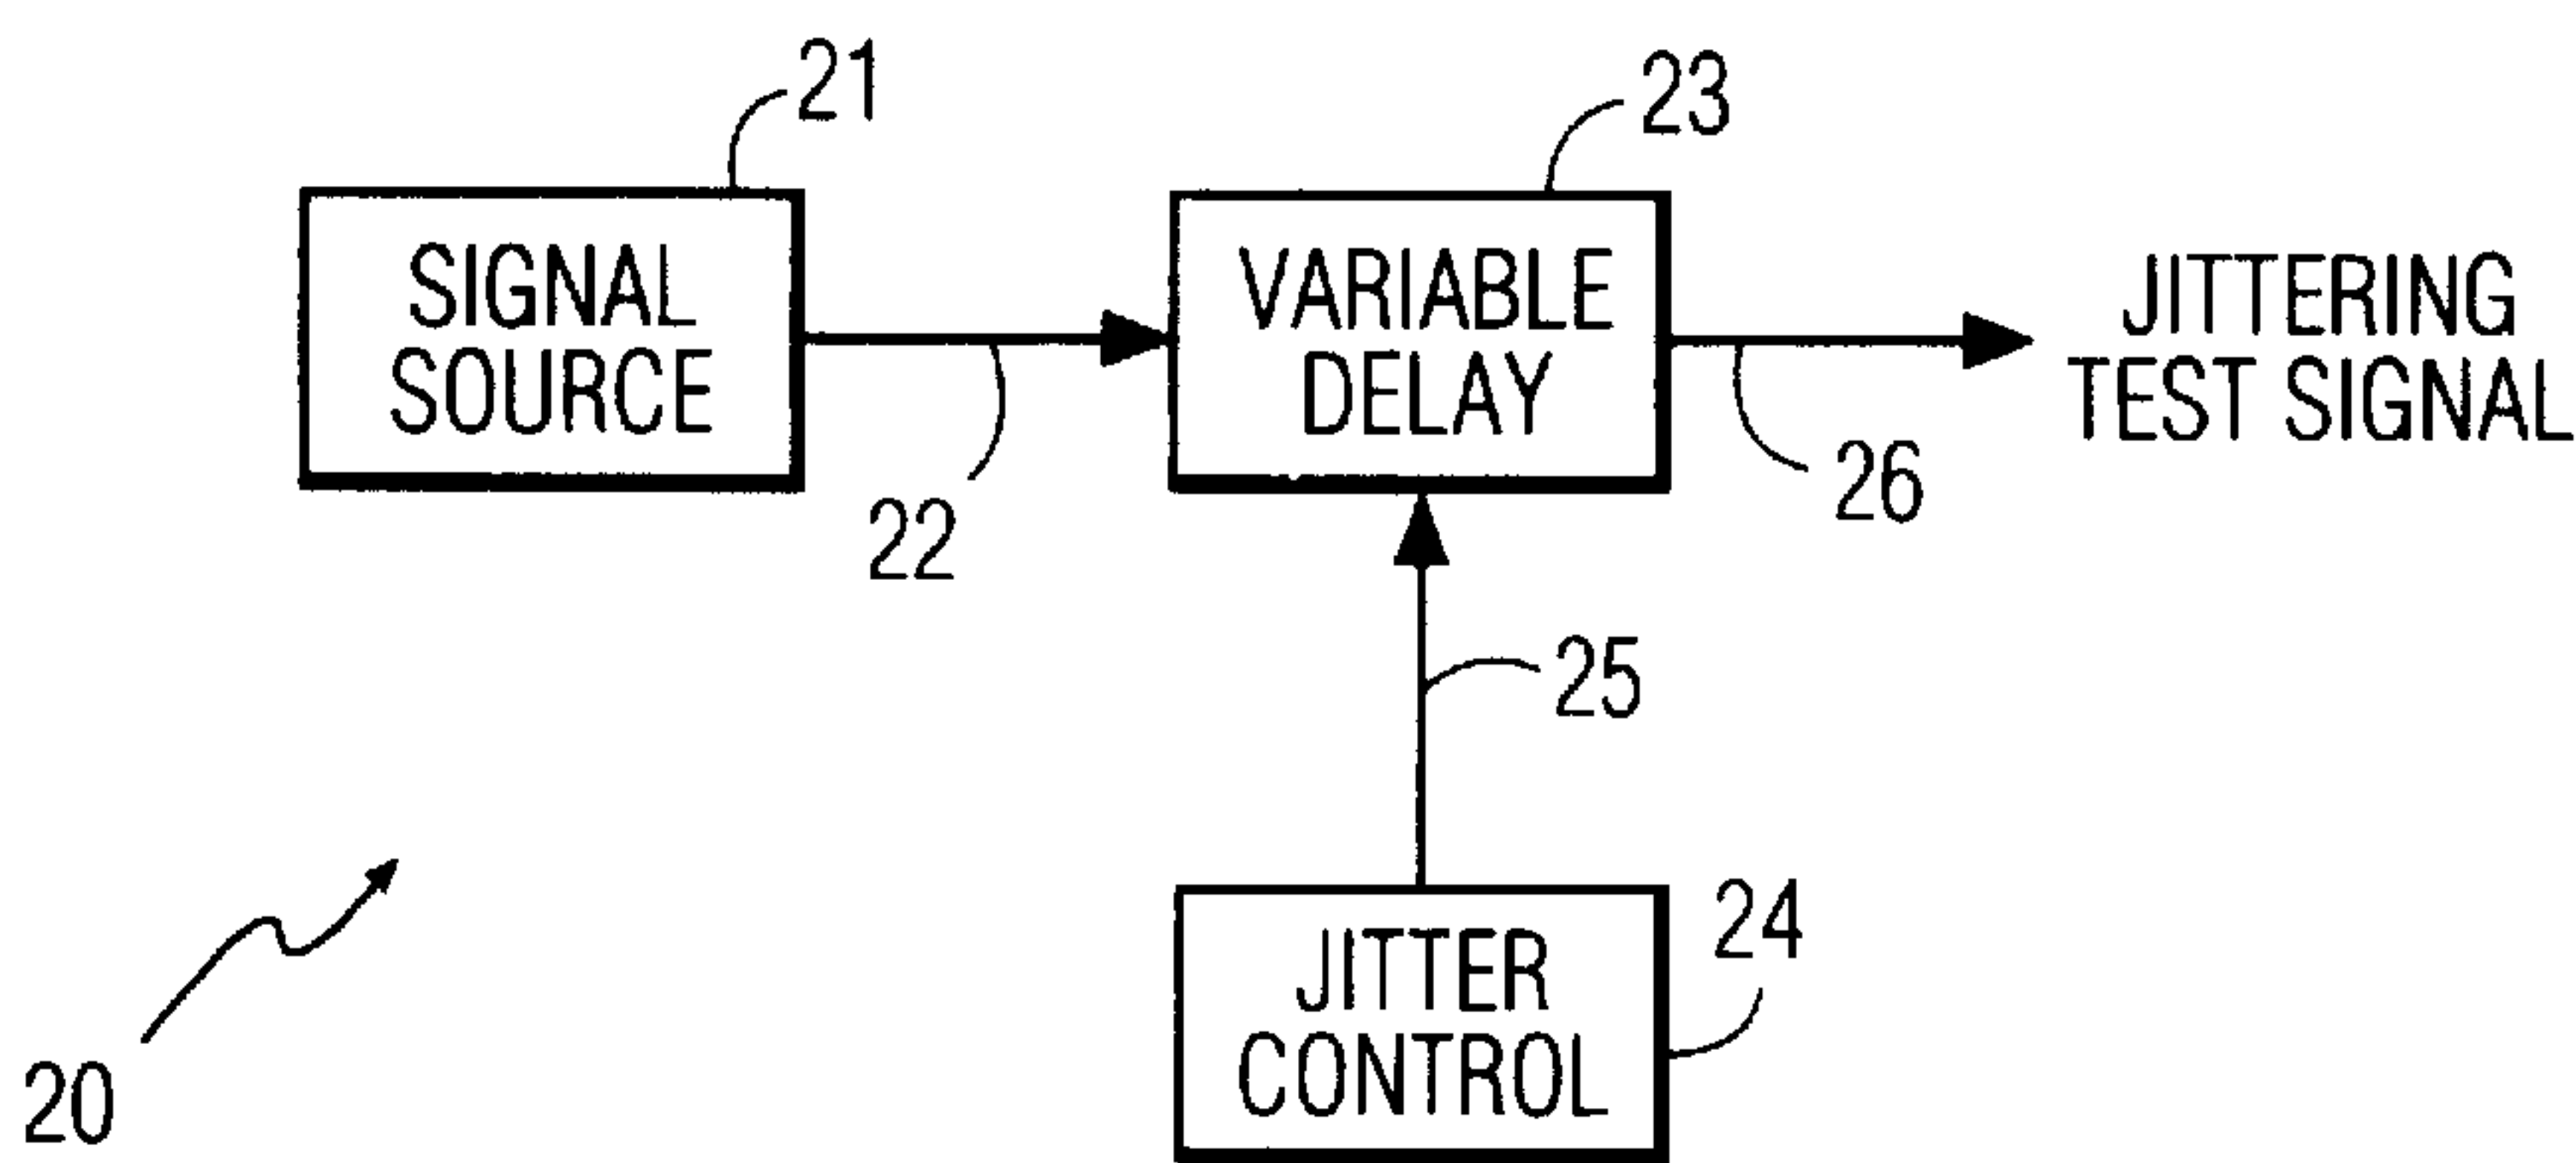 21
23
SIGNAL
SOURCE
VARIABLE
DELAY
JITTERING
TEST SIGNAL
22
26
25
24
JITTER
CONTROL
20